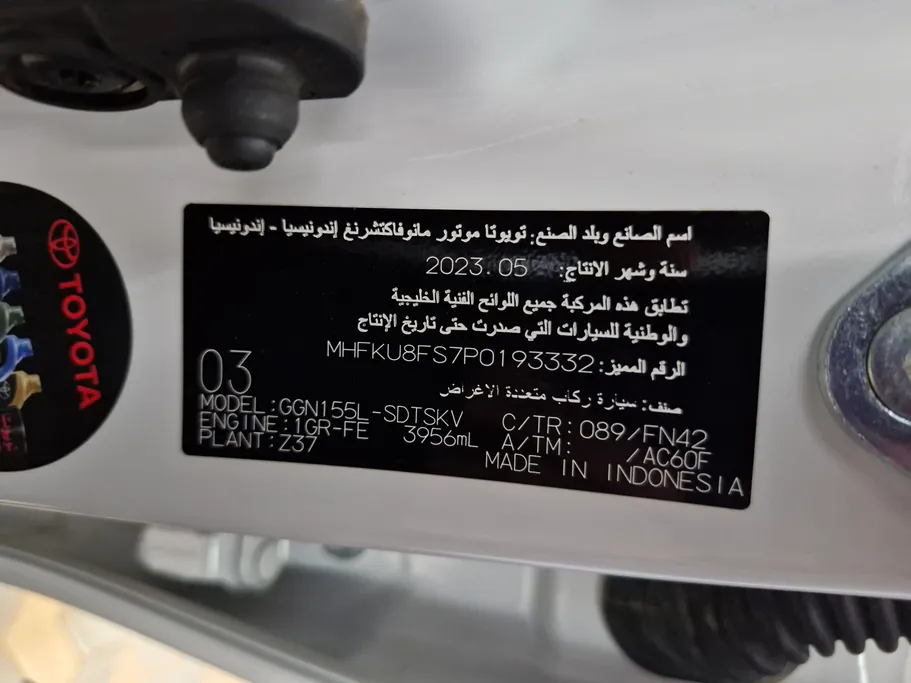 TOYOTA
اسم الصانع وبلد الصنع: تويوتا موتور مانوفاكتشرنغ إندونيسيا - إندونيسيا
سنة وشهر الانتاج: 2023.05
تطابق هذه المركبة جميع اللوائح الفنية الخليجية
والوطنية للسيارات التي صدرت حتى تاريخ الإنتاج
الرقم المميز: MHFKU8FS7P0193332
صنف: سيارة ركاب متعددة الاغراض
03
MODEL:GGN155L-SDTSKV C/TR:089/FN42
ENGINE:1GR-FE 3956mL A/TM: /AC60F
PLANT:Z37 MADE IN INDONESIA